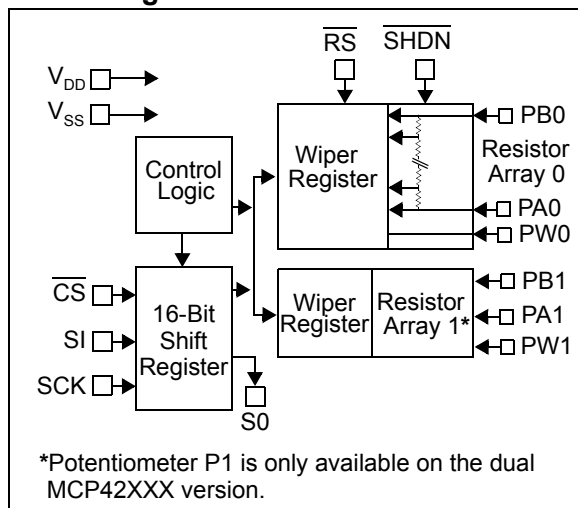 RS
SHDN
VDD
VSS
PB0
Resistor
Array 0
PA0
PW0
Wiper
Register
Control
Logic
CS
SI
SCK
16-Bit
Shift
Register
S0
Wiper
Register
Resistor
Array 1*
PB1
PA1
PW1
*Potentiometer P1 is only available on the dual
MCP42XXX version.